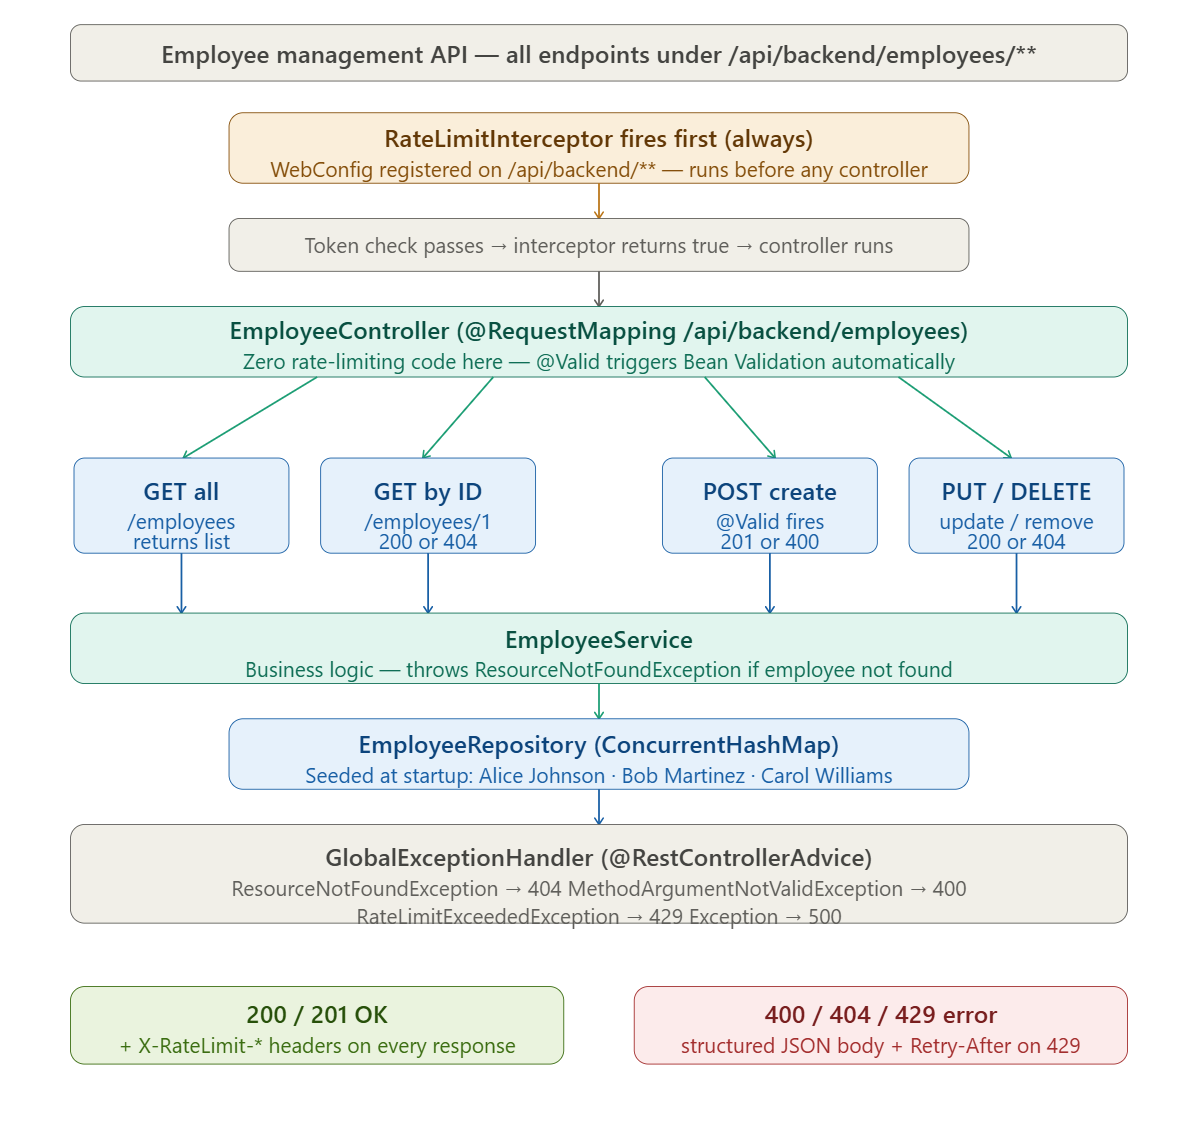 Employee management API — all endpoints under /api/backend/employees/**
RateLimitInterceptor fires first (always)
WebConfig registered on /api/backend/** — runs before any controller
Token check passes → interceptor returns true → controller runs
EmployeeController (@RequestMapping /api/backend/employees)
Zero rate-limiting code here — @Valid triggers Bean Validation automatically
GET all
/employees
returns list
GET by ID
/employees/1
200 or 404
POST create
@Valid fires
201 or 400
PUT / DELETE
update / remove
200 or 404
EmployeeService
Business logic — throws ResourceNotFoundException if employee not found
EmployeeRepository (ConcurrentHashMap)
Seeded at startup: Alice Johnson · Bob Martinez · Carol Williams
GlobalExceptionHandler (@RestControllerAdvice)
ResourceNotFoundException → 404 MethodArgumentNotValidException → 400
RateLimitExceededException → 429 Exception → 500
200 / 201 OK
+ X-RateLimit-* headers on every response
400 / 404 / 429 error
structured JSON body + Retry-After on 429